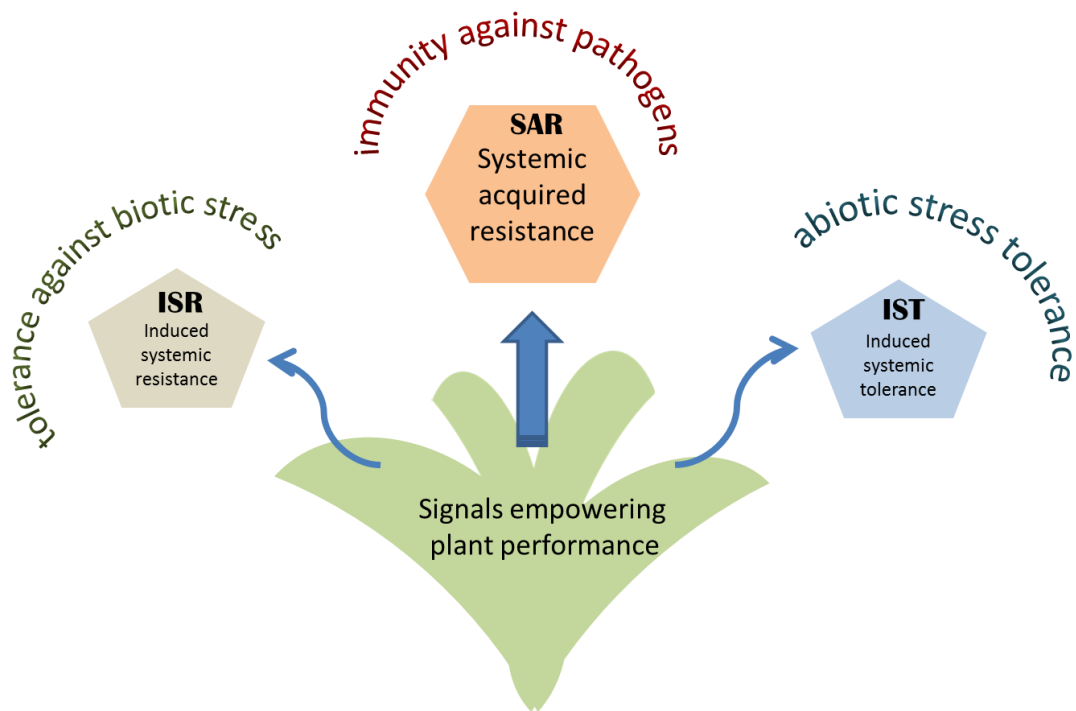 immunity against pathogens
SAR
Systemic
acquired
resistance
tolerance against biotic stress
ISR
Induced
systemic
resistance
abiotic stress tolerance
IST
Induced
systemic
tolerance
Signals empowering
plant performance